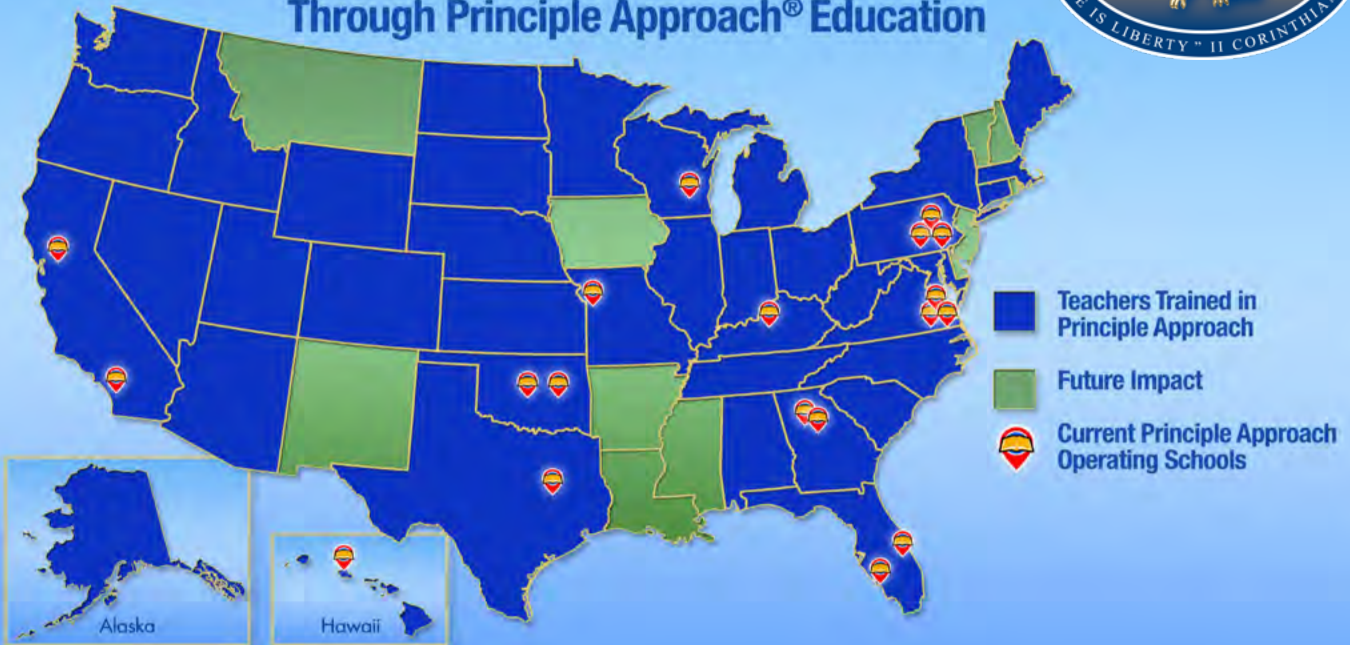 Through Principle Approach® Education
IS LIBERTY" II
Teachers Trained in
Principle Approach
Future Impact
Current Principle Approach
Operating Schools
Alaska
Hawaii